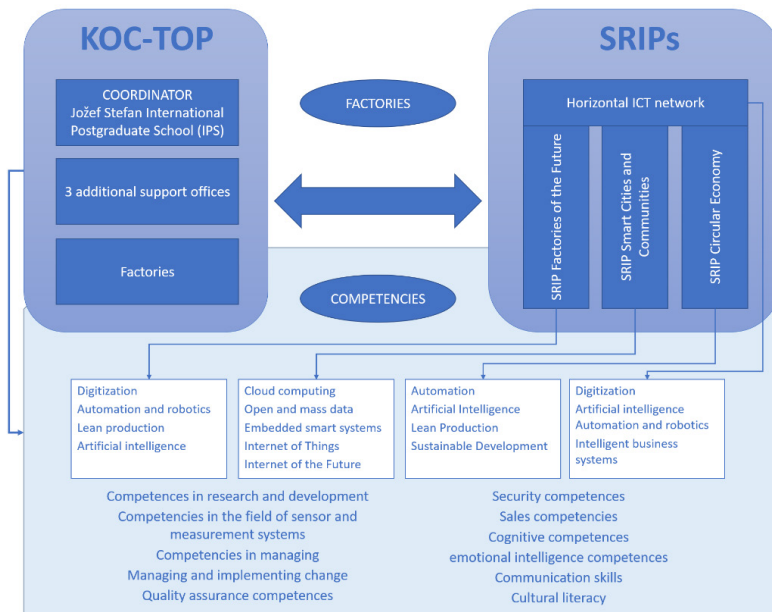 KOC-TOP
COORDINATOR
Jožef Stefan International
Postgraduate School (IPS)
3 additional support offices
Factories
FACTORIES
COMPETENCIES
SRIPs
Horizontal ICT network
SRIP Factories of the Future
SRIP Smart Cities and
Communities
SRIP Circular Economy
Digitization
Automation and robotics
Lean production
Artificial intelligence
Cloud computing
Open and mass data
Embedded smart systems
Internet of Things
Internet of the Future
Automation
Artificial Intelligence
Lean Production
Sustainable Development
Digitization
Artificial intelligence
Automation and robotics
Intelligent business
systems
Competences in research and development
Competencies in the field of sensor and
measurement systems
Competencies in managing
Managing and implementing change
Quality assurance competences
Security competences
Sales competencies
Cognitive competences
emotional intelligence competences
Communication skills
Cultural literacy